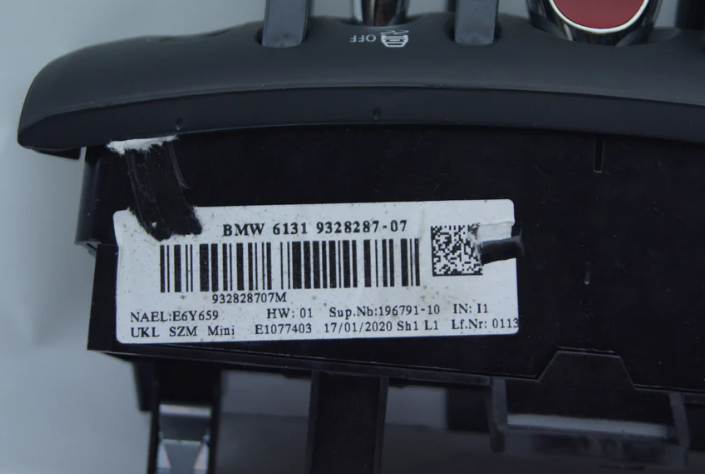 OFF
BMW 6131 9328287-07
932828707M
NAEL:E6Y659 HW: 01 Sup.Nb:196791-10 IN: I1
UKL SZM Mini E1077403 17/01/2020 Sh1 L1 Lf.Nr: 0113